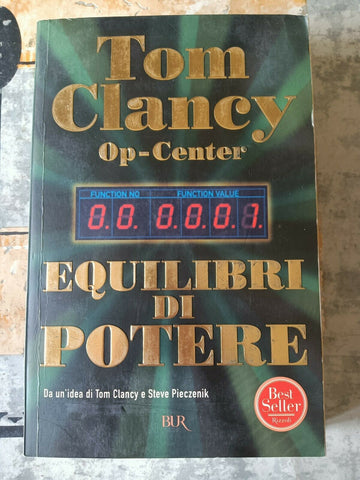 Tom
Clancy
Op-Center®
FUNCTION NO FUNCTION VALUE
0.0. 0.0.0.1.
EQUILIBRI
DI
POTERE
Da un'idea di Tom Clancy e Steve Pieczenik
BUR
Best
Seller
Rizzoli